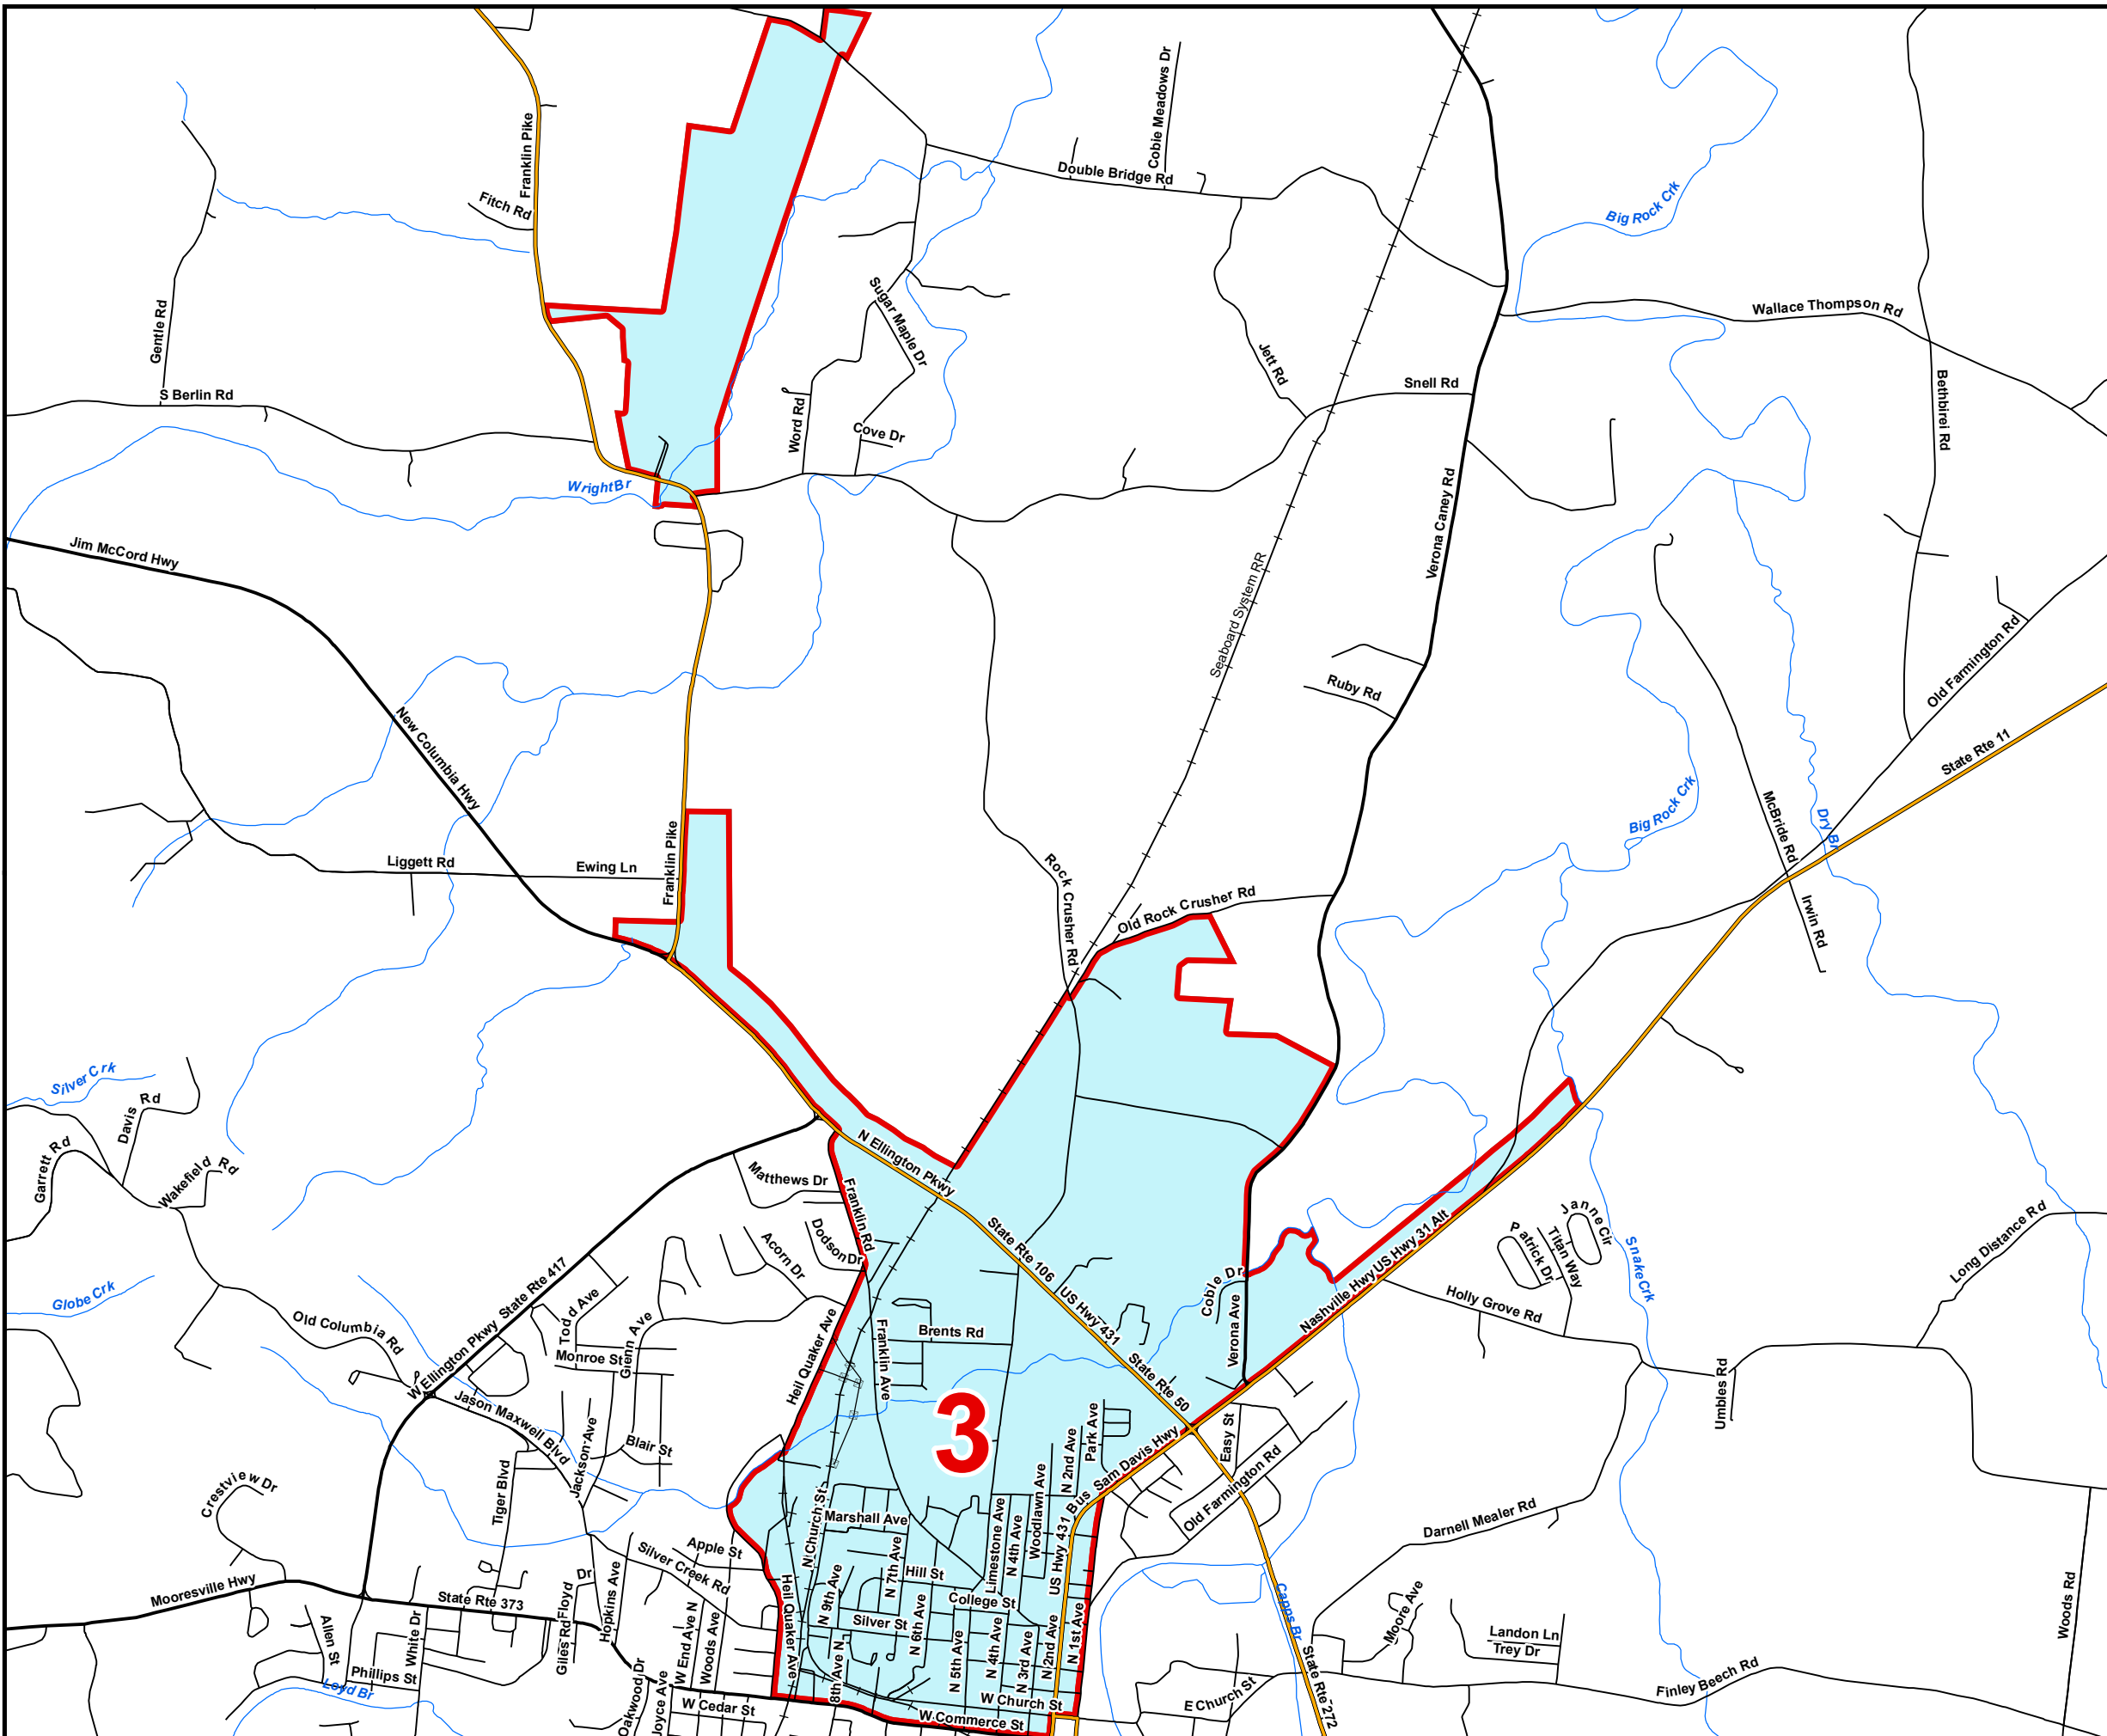 Cobie Meadows Dr
Franklin Pike
Double Bridge Rd
Fitch Rd
Big Rock Crk
Gentle Rd
Sugar Maple Dr
Wallace Thompson Rd
Jett Rd
Snell Rd
S Berlin Rd
Bethbirei Rd
Word Rd
Cove Dr
Wright Br
Verona Caney Rd
Jim McCord Hwy
Seaboard System RR
Ruby Rd
Old Farmington Rd
New Columbia Hwy
State Rte 11
Big Rock Crk
McBride Rd
Dry Br
Franklin Pike
Liggett Rd
Ewing Ln
Rock Crusher Rd
Old Rock Crusher Rd
Irwin Rd
Silver Crk
Davis Rd
Garrett Rd
Wakefield Rd
N Ellington Pkwy
Matthews Dr
Franklin Rd
Dodson Dr
Acorn Dr
State Rte 106
US Hwy 431
State Rte 50
Coble Dr
Verona Ave
Nashville Hwy US Hwy 31 Alt
Janne Cir
Titan Way
Patrick Dr
Snake Crk
Long Distance Rd
Holly Grove Rd
Globe Crk
Old Columbia Rd
W Ellington Pkwy State Rte 417
Todd Ave
Glenn Ave
Monroe St
Heil Quaker Ave
Franklin Ave
Brents Rd
3
Umbles Rd
Jason Maxwell Blvd
Jackson Ave
Blair St
Tiger Blvd
Crestview Dr
Park Ave
N 2nd Ave
Woodlawn Ave
US Hwy 431 Bus
Sam Davis Hwy
Easy St
Old Farmington Rd
Darnell Mealer Rd
N Church St
Marshall Ave
Limestone Ave
N 4th Ave
Apple St
Silver Creek Rd
N 7th Ave
Hill St
College St
N 9th Ave
Silver St
N 6th Ave
Heil Quaker Ave
Mooresville Hwy
State Rte 373
Floyd Dr
Hopkins Ave
Giles Rd
Allen St
White Dr
Phillips St
Loyd Br
W End Ave N
Woods Ave
Oakwood Dr
Joyce Ave
W Cedar St
8th Ave N
N 5th Ave
N 4th Ave
N 3rd Ave
N 2nd Ave
N 1st Ave
W Church St
W Commerce St
E Church St
Capps Br
State Rte 272
Moore Ave
Landon Ln
Trey Dr
Finley Beech Rd
Woods Rd